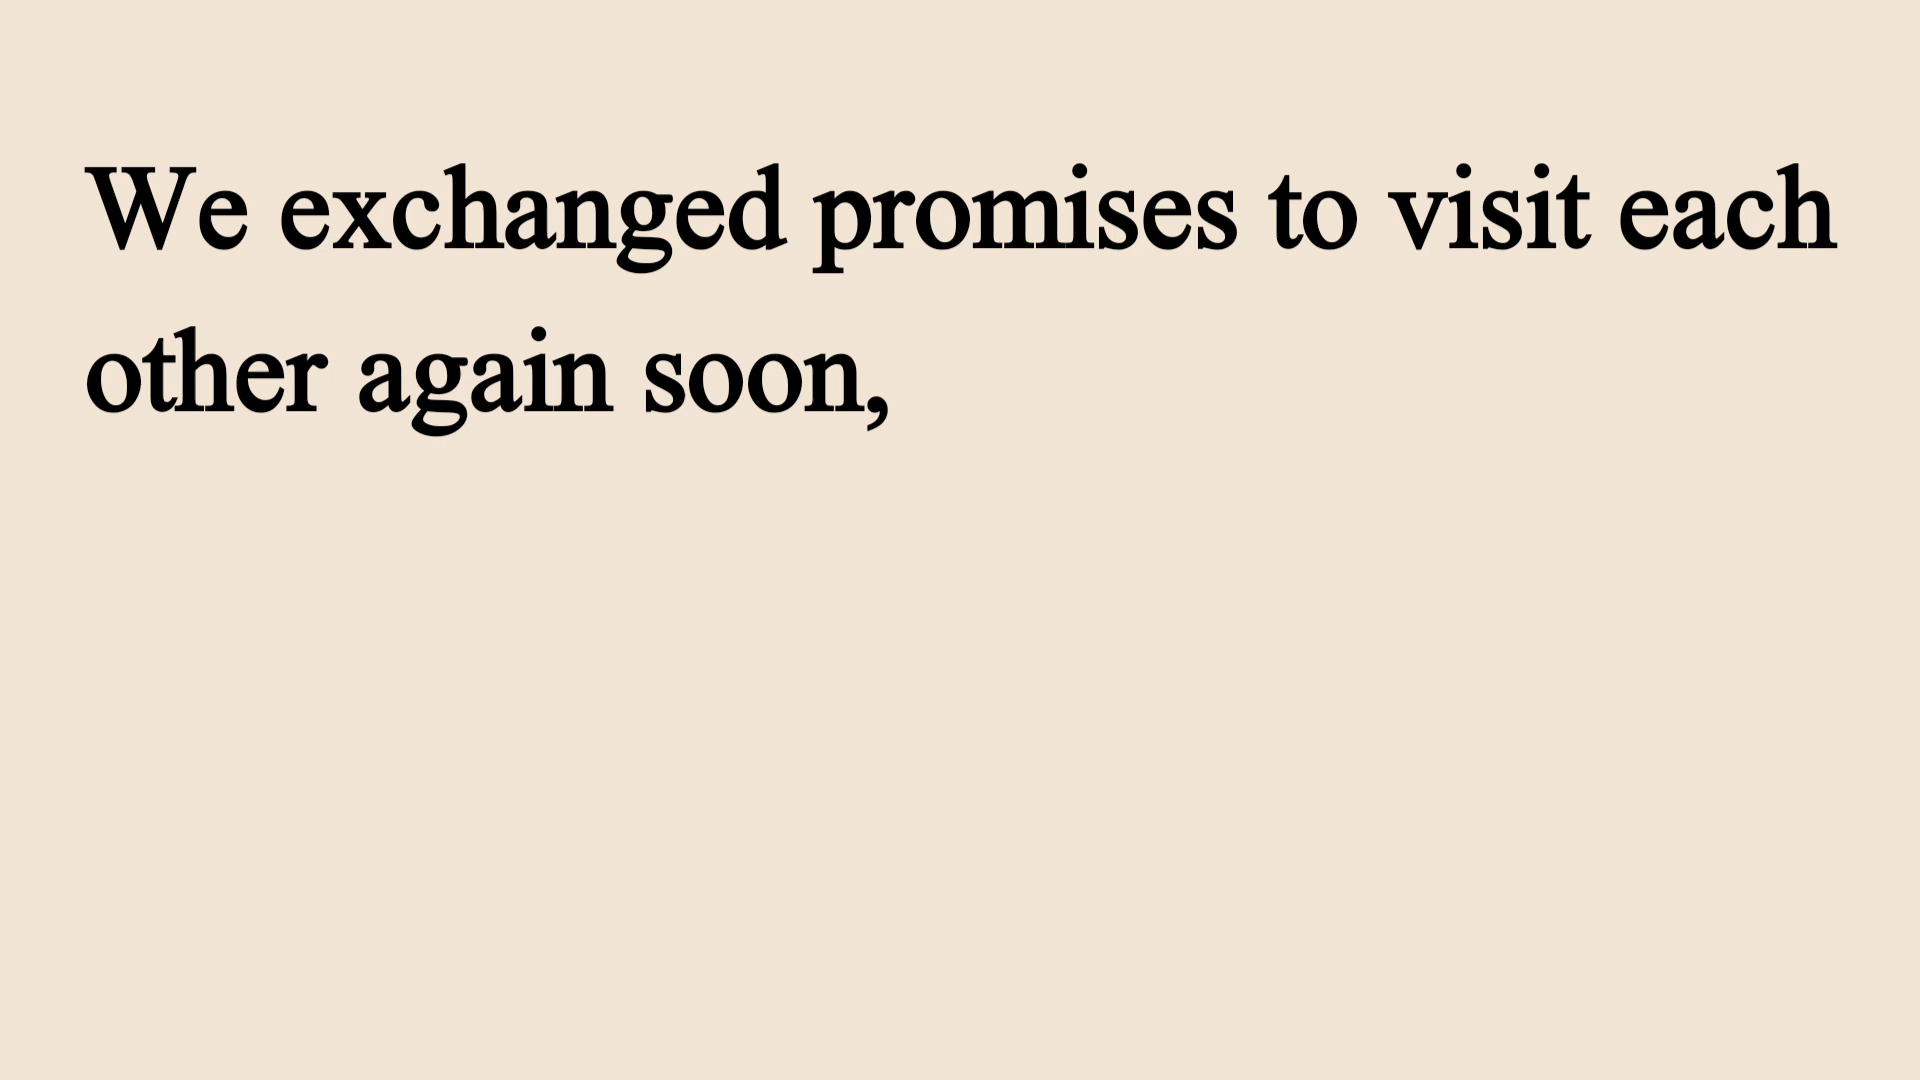 We exchanged promises to visit each
other again soon,